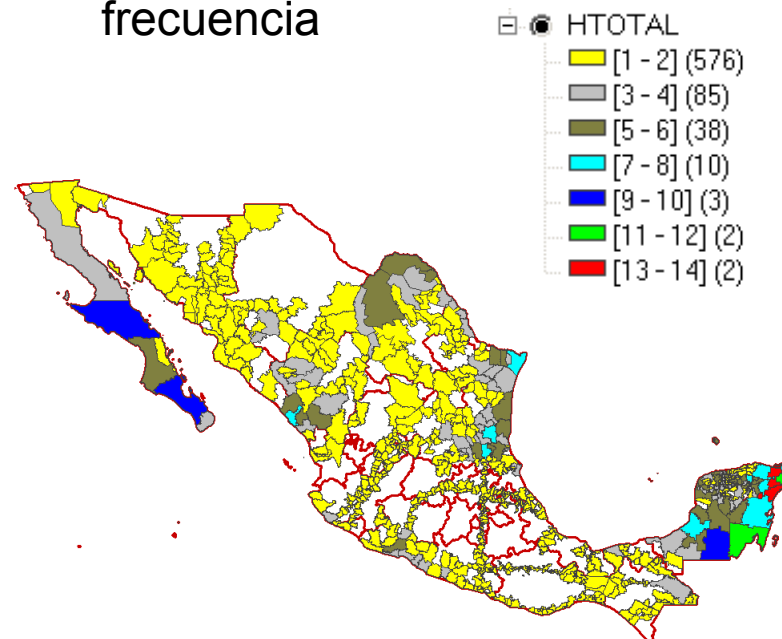 frecuencia
HTOTAL
[1 - 2] (576)
[3 - 4] (85)
[5 - 6] (38)
[7 - 8] (10)
[9 - 10] (3)
[11 - 12] (2)
[13 - 14] (2)